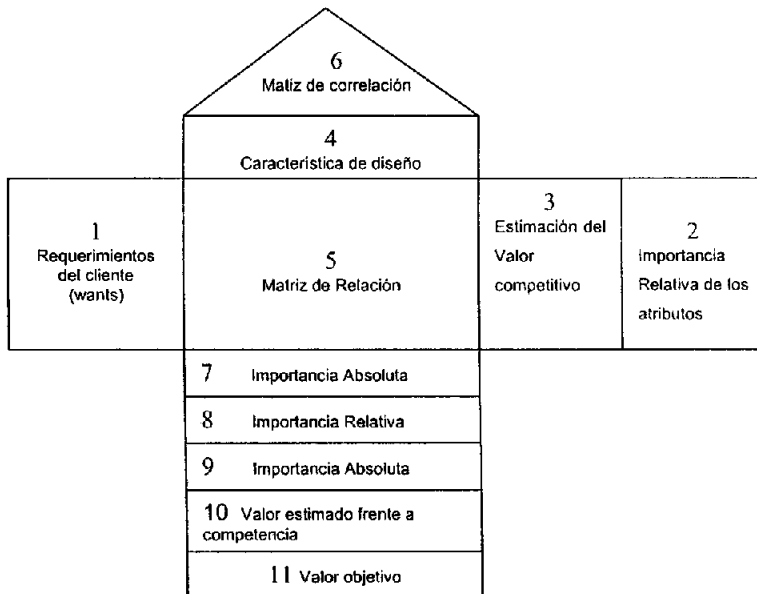 6
Matiz de correlación
4
Característica de diseño
1
Requerimientos
del cliente
(wants)
5
Matriz de Relación
3
Estimación del
Valor
competitivo
2
Importancia
Relativa de los
atributos
7 Importancia Absoluta
8 Importancia Relativa
9 Importancia Absoluta
10 Valor estimado frente a
competencia
11 Valor objetivo